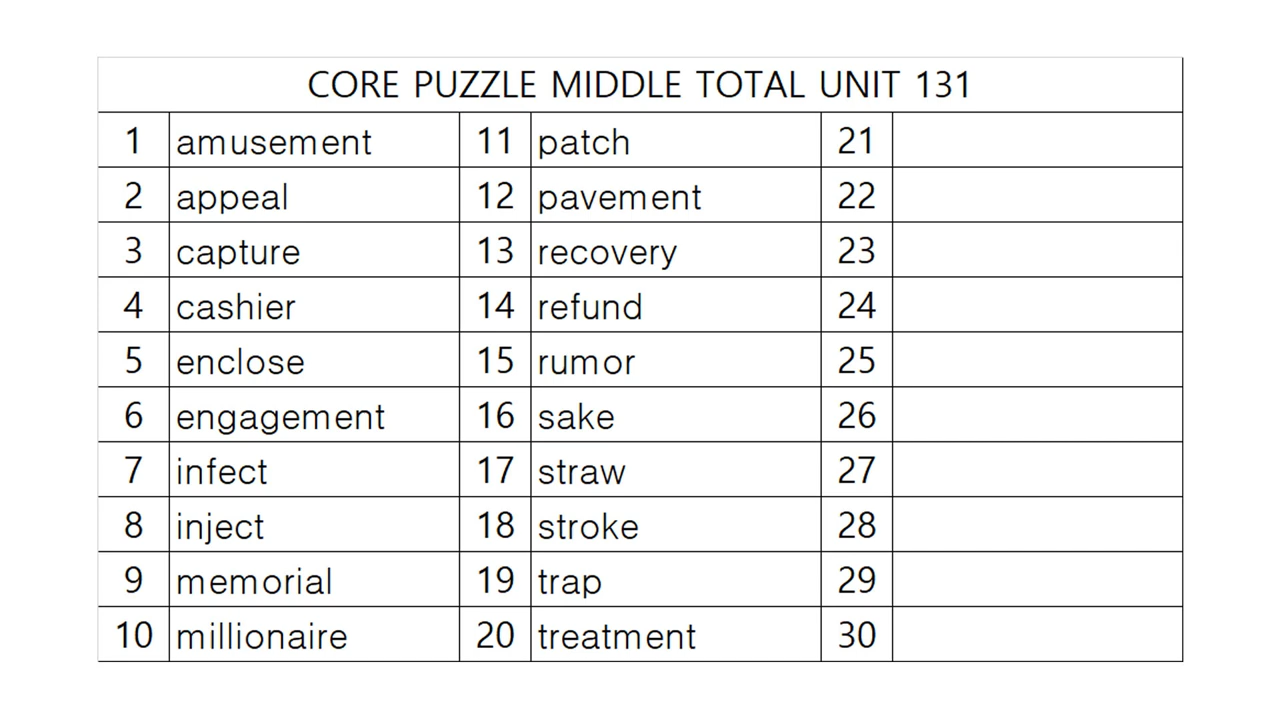 CORE PUZZLE MIDDLE TOTAL UNIT 131
1 amusement 11 patch 21
2 appeal 12 pavement 22
3 capture 13 recovery 23
4 cashier 14 refund 24
5 enclose 15 rumor 25
6 engagement 16 sake 26
7 infect 17 straw 27
8 inject 18 stroke 28
9 memorial 19 trap 29
10 millionaire 20 treatment 30